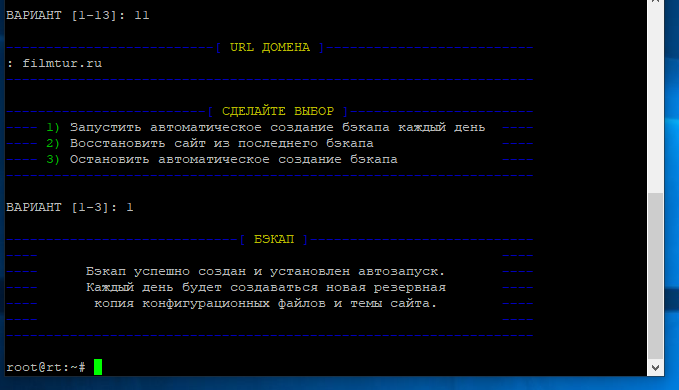 ВАРИАНТ [1-13]: 11
[ URL ДОМЕНА ]
: filmtur.ru
[ СДЕЛАЙТЕ ВЫБОР ]
1) Запустить автоматическое создание бэкапа каждый день
2) Восстановить сайт из последнего бэкапа
3) Остановить автоматическое создание бэкапа
ВАРИАНТ [1-3]: 1
[ БЭКАП ]
Бэкап успешно создан и установлен автозапуск.
Каждый день будет создаваться новая резервная
копия конфигурационных файлов и темы сайта.
root@rt:~#